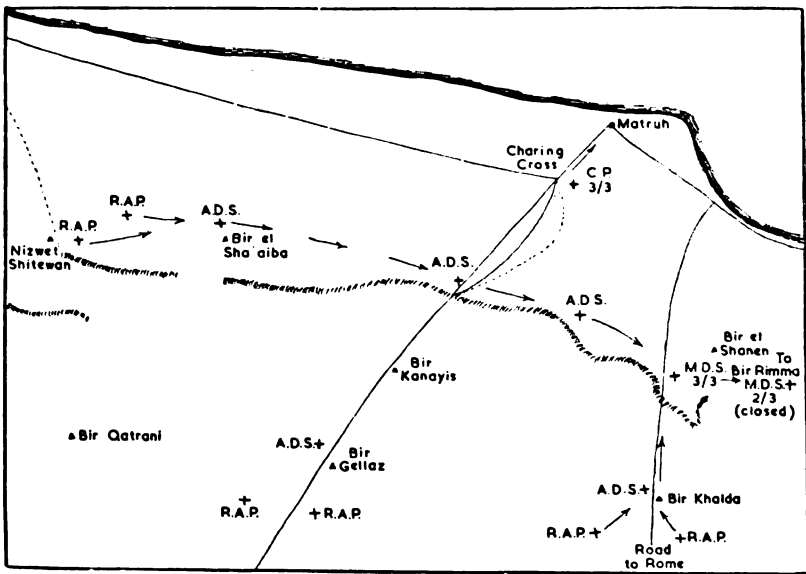 Matruh
Charing
Cross
C.P.
3/3
R.A.P.
A.D.S.
R.A.P.
Nizwet
Shitewan
Bir el
Sha'aiba
A.D.S.
A.D.S.
Bir
Kanayis
Bir el
Shanen
To
Bir Rimma
M.D.S.
3/3
M.D.S.
2/3
(closed)
Bir Qatrani
A.D.S.
Bir
Gellaz
R.A.P.
R.A.P.
A.D.S.
Bir Khalda
R.A.P.
R.A.P.
Road
to Rome